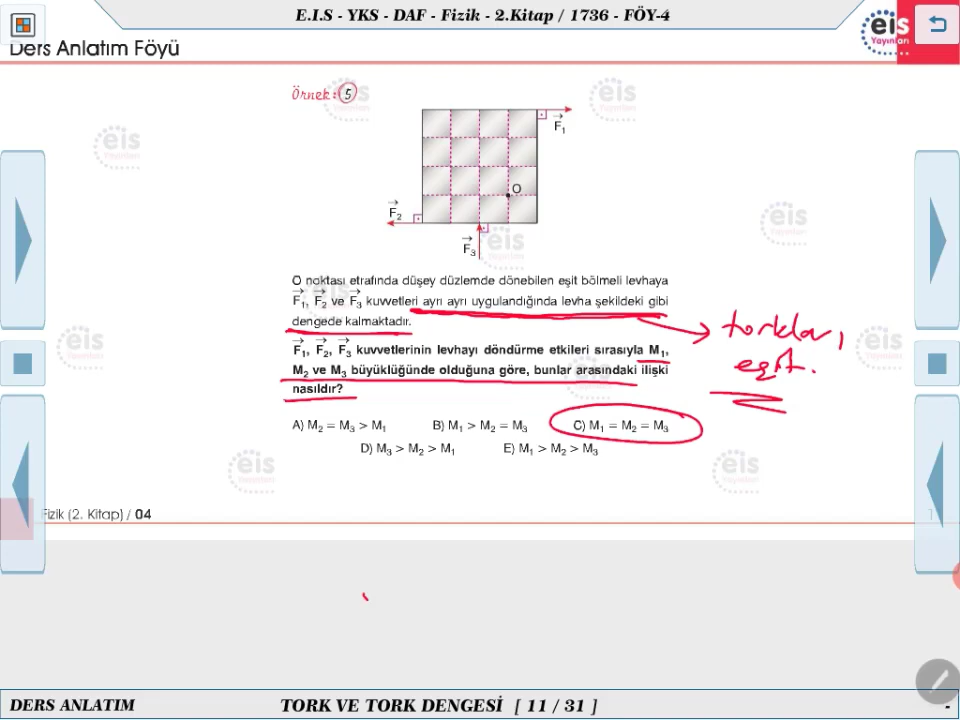 E.I.S - YKS - DAF - Fizik - 2.Kitap / 1736 - FÖY-4
Ders Anlatım Föyü
eis
Yayınları
Örnek: 5
F₁
O
F₂
F₃
O noktası etrafında düşey düzlemde dönebilen eşit bölmeli levhaya
F₁, F₂ ve F₃ kuvvetleri ayrı ayrı uygulandığında levha şekildeki gibi
dengede kalmaktadır.
torklar,
eşit.
F₁, F₂, F₃ kuvvetlerinin levhayı döndürme etkileri sırasıyla M₁,
M₂ ve M₃ büyüklüğünde olduğuna göre, bunlar arasındaki ilişki
nasıldır?
A) M₂ = M₃ > M₁ B) M₁ > M₂ = M₃ C) M₁ = M₂ = M₃
D) M₃ > M₂ > M₁ E) M₁ > M₂ > M₃
Fizik (2. Kitap) / 04
DERS ANLATIM TORK VE TORK DENGESİ [ 11 / 31 ] -